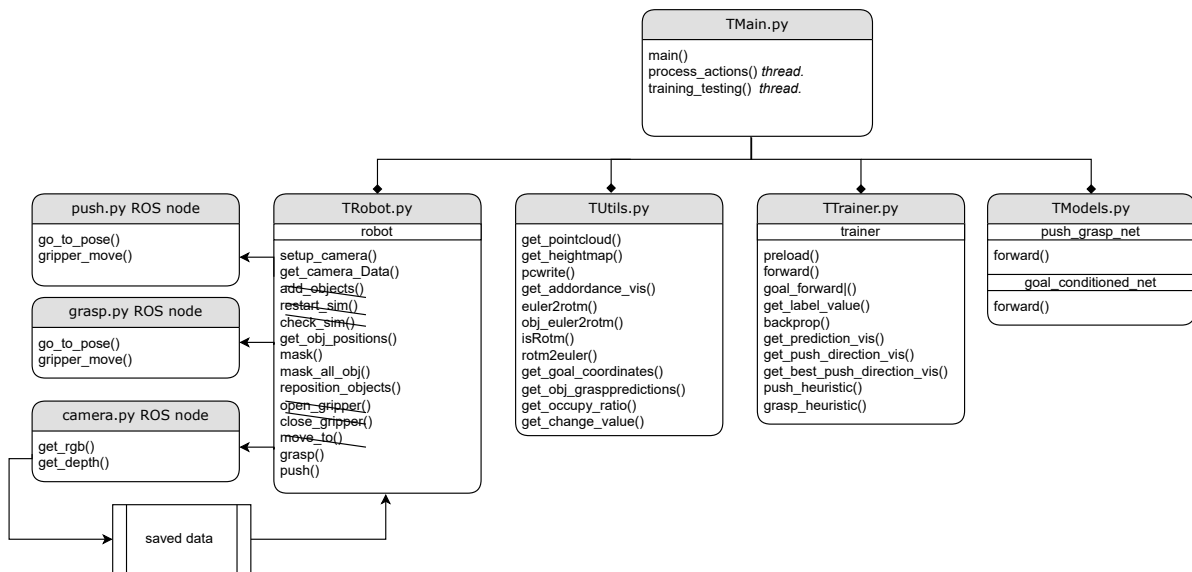 TMain.py
main()
process_actions() thread.
training_testing() thread.
push.py ROS node
go_to_pose()
gripper_move()
grasp.py ROS node
go_to_pose()
gripper_move()
camera.py ROS node
get_rgb()
get_depth()
saved data
TRobot.py
robot
setup_camera()
get_camera_Data()
add_objects()
restart_sim()
check_sim()
get_obj_positions()
mask()
mask_all_obj()
reposition_objects()
open_gripper()
close_gripper()
move_to()
grasp()
push()
TUtils.py
get_pointcloud()
get_heightmap()
pcwrite()
get_addordance_vis()
euler2rotm()
obj_euler2rotm()
isRotm()
rotm2euler()
get_goal_coordinates()
get_obj_grasppredictions()
get_occupy_ratio()
get_change_value()
TTrainer.py
trainer
preload()
forward()
goal_forward|()
get_label_value()
backprop()
get_prediction_vis()
get_push_direction_vis()
get_best_push_direction_vis()
push_heuristic()
grasp_heuristic()
TModels.py
push_grasp_net
forward()
goal_conditioned_net
forward()